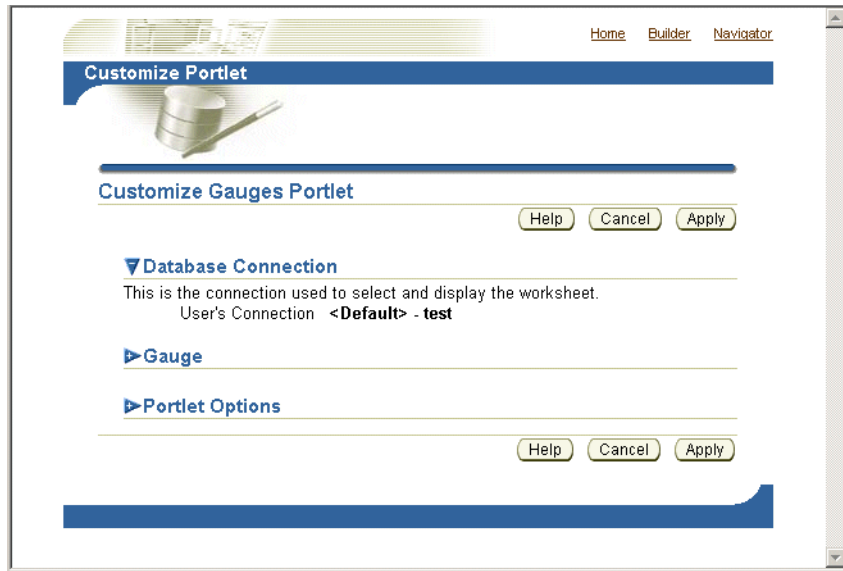 Home Builder Navigator
Customize Portlet
Customize Gauges Portlet
Help Cancel Apply
Database Connection
This is the connection used to select and display the worksheet.
User's Connection <Default> - test
Gauge
Portlet Options
Help Cancel Apply